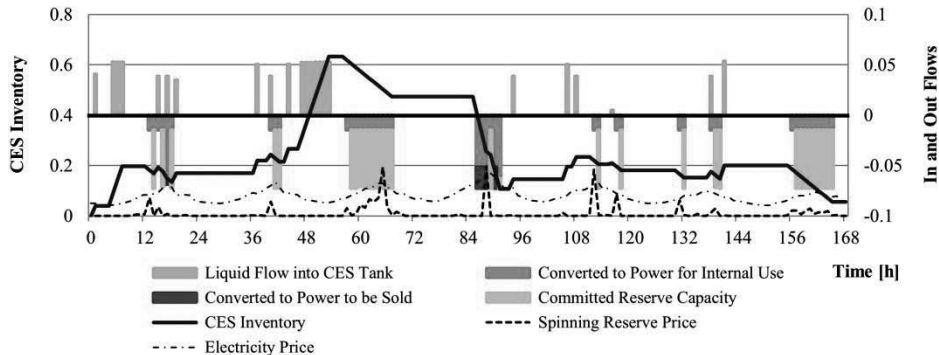 0.8 0.1
0.6 0.05
0.4 0
0.2 -0.05
0 -0.1
CES Inventory
In and Out Flows
0 12 24 36 48 60 72 84 96 108 120 132 144 156 168
Time [h]
Liquid Flow into CES Tank Converted to Power for Internal Use
Converted to Power to be Sold Committed Reserve Capacity
CES Inventory Spinning Reserve Price
Electricity Price